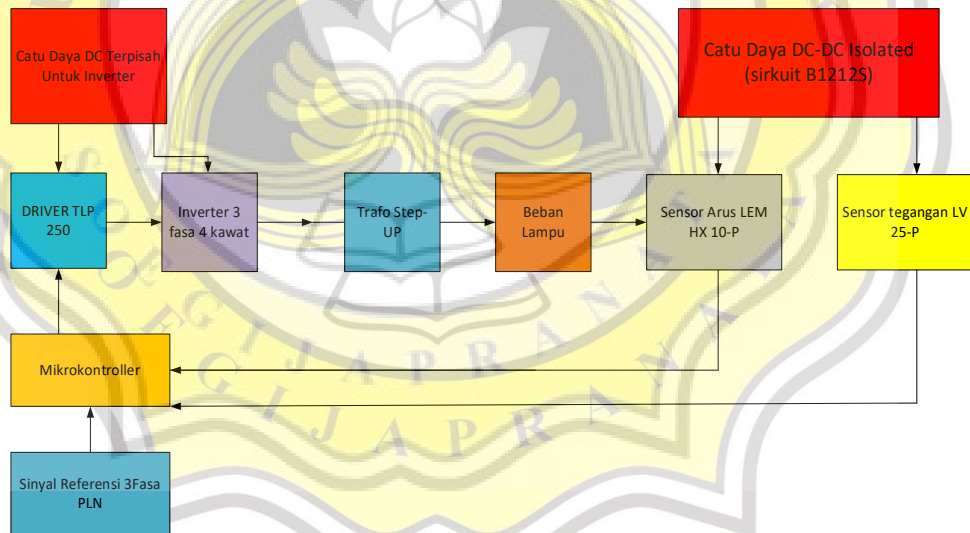 Catu Daya DC Terpisah
Untuk Inverter
Catu Daya DC-DC Isolated
(sirkuit B1212S)
DRIVER TLP
250
Inverter 3
fasa 4 kawat
Trafo Step-
UP
Beban
Lampu
Sensor Arus LEM
HX 10-P
Sensor tegangan LV
25-P
Mikrokontroller
Sinyal Referensi 3Fasa
PLN
SOEGIJAPRANATA
SOEGIJAPRANATA